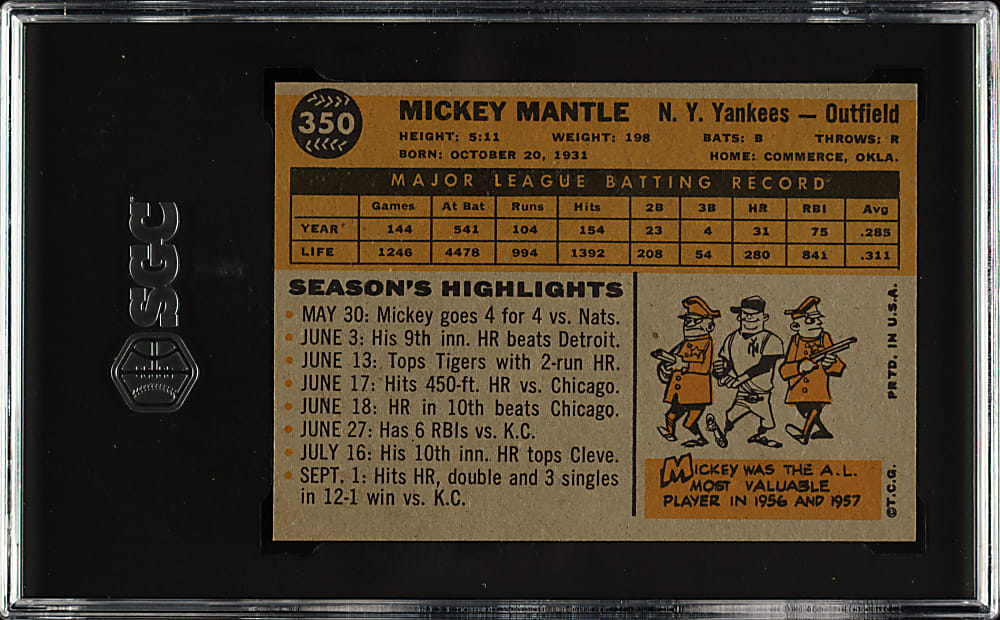 SGC
350
MICKEY MANTLE N. Y. Yankees — Outfield
HEIGHT: 5:11 WEIGHT: 198 BATS: B THROWS: R
BORN: OCTOBER 20, 1931 HOME: COMMERCE, OKLA.
MAJOR LEAGUE BATTING RECORD
Games At Bat Runs Hits 2B 3B HR RBI Avg
YEAR 144 541 104 154 23 4 31 75 .285
LIFE 1246 4478 994 1392 208 54 280 841 .311
SEASON'S HIGHLIGHTS
• MAY 30: Mickey goes 4 for 4 vs. Nats.
• JUNE 3: His 9th inn. HR beats Detroit.
• JUNE 13: Tops Tigers with 2-run HR.
• JUNE 17: Hits 450-ft. HR vs. Chicago.
• JUNE 18: HR in 10th beats Chicago.
• JUNE 27: Has 6 RBIs vs. K.C.
• JULY 16: His 10th inn. HR tops Cleve.
• SEPT. 1: Hits HR, double and 3 singles
in 12-1 win vs. K.C.
NY
MICKEY WAS THE A.L.
MOST VALUABLE
PLAYER IN 1956 AND 1957
©T.C.G. PRTD. IN U.S.A.